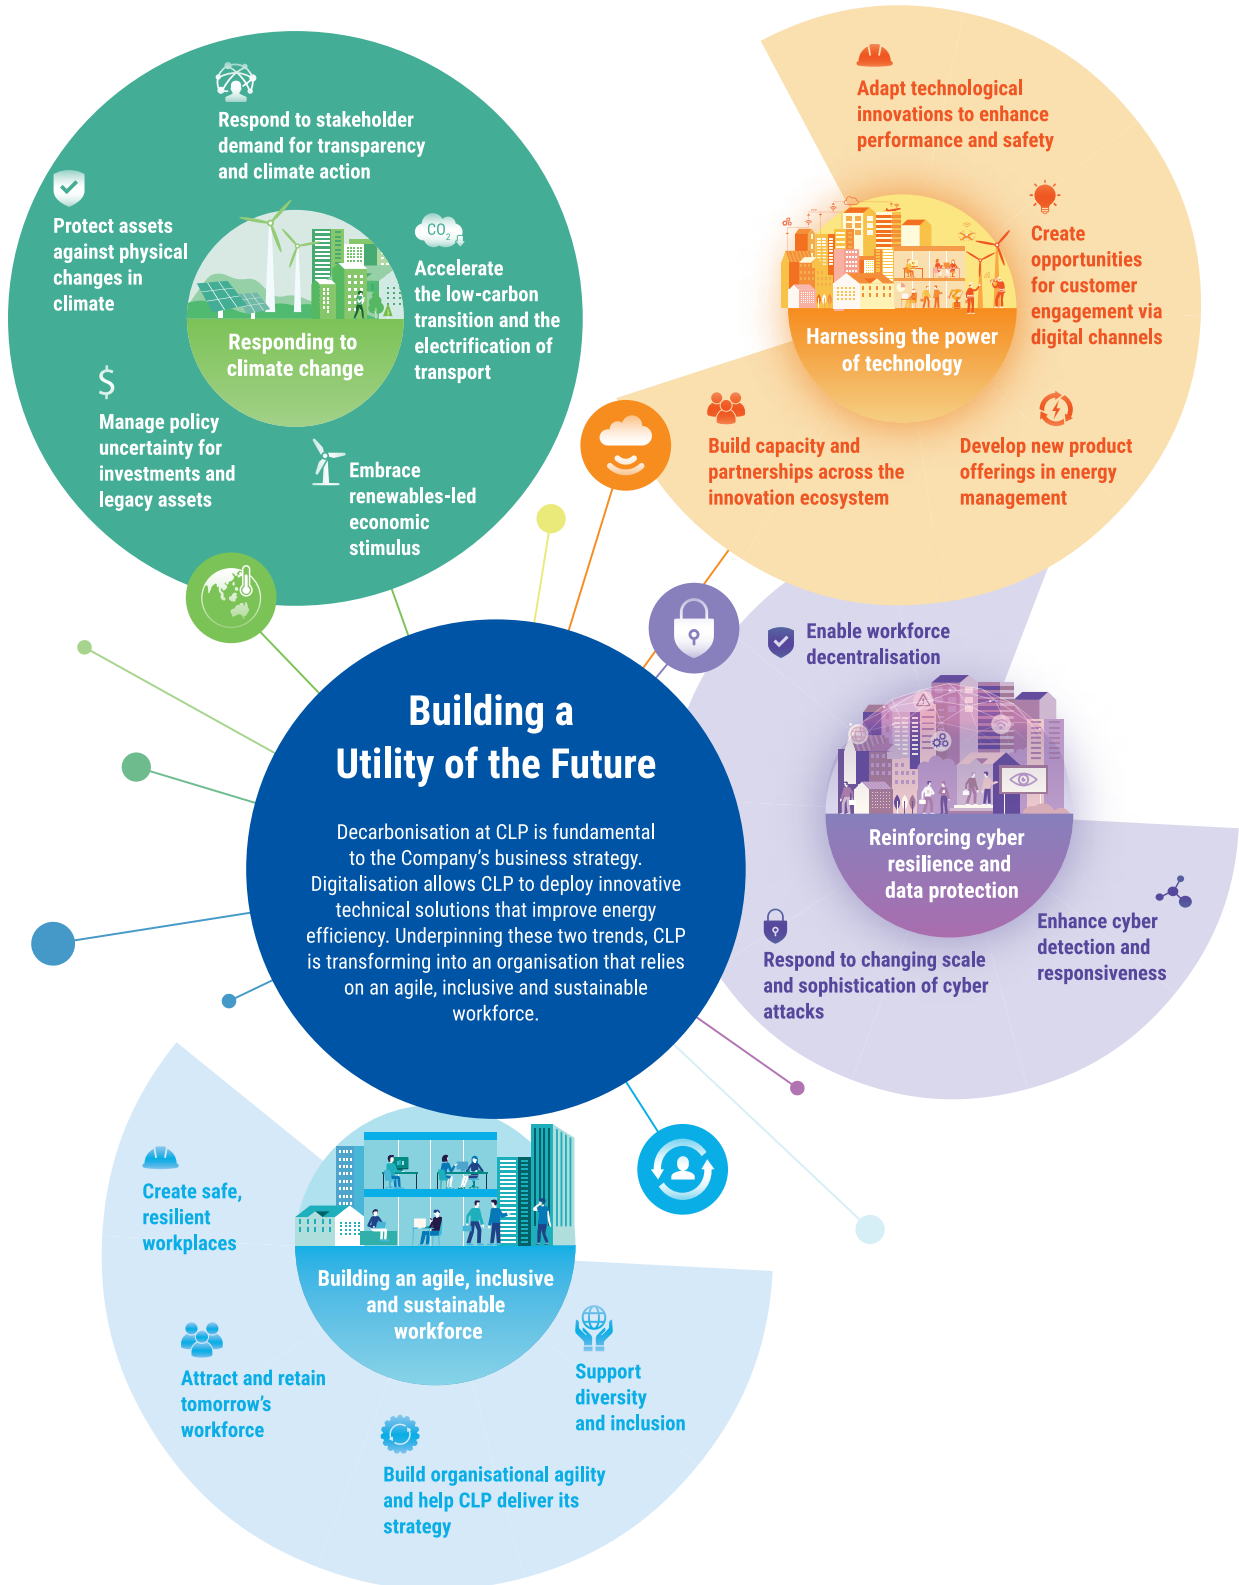 Respond to stakeholder
demand for transparency
and climate action
Protect assets
against physical
changes in
climate
CO2
Accelerate
the low-carbon
transition and the
electrification of
transport
Responding to
climate change
$
Manage policy
uncertainty for
investments and
legacy assets
Embrace
renewables-led
economic
stimulus
Adapt technological
innovations to enhance
performance and safety
Create
opportunities
for customer
engagement via
digital channels
Harnessing the power
of technology
Build capacity and
partnerships across the
innovation ecosystem
Develop new product
offerings in energy
management
Enable workforce
decentralisation
Reinforcing cyber
resilience and
data protection
Enhance cyber
detection and
responsiveness
Respond to changing scale
and sophistication of cyber
attacks
Building a
Utility of the Future
Decarbonisation at CLP is fundamental
to the Company's business strategy.
Digitalisation allows CLP to deploy innovative
technical solutions that improve energy
efficiency. Underpinning these two trends, CLP
is transforming into an organisation that relies
on an agile, inclusive and sustainable
workforce.
Create safe,
resilient
workplaces
Building an agile, inclusive
and sustainable
workforce
Attract and retain
tomorrow's
workforce
Support
diversity
and inclusion
Build organisational agility
and help CLP deliver its
strategy